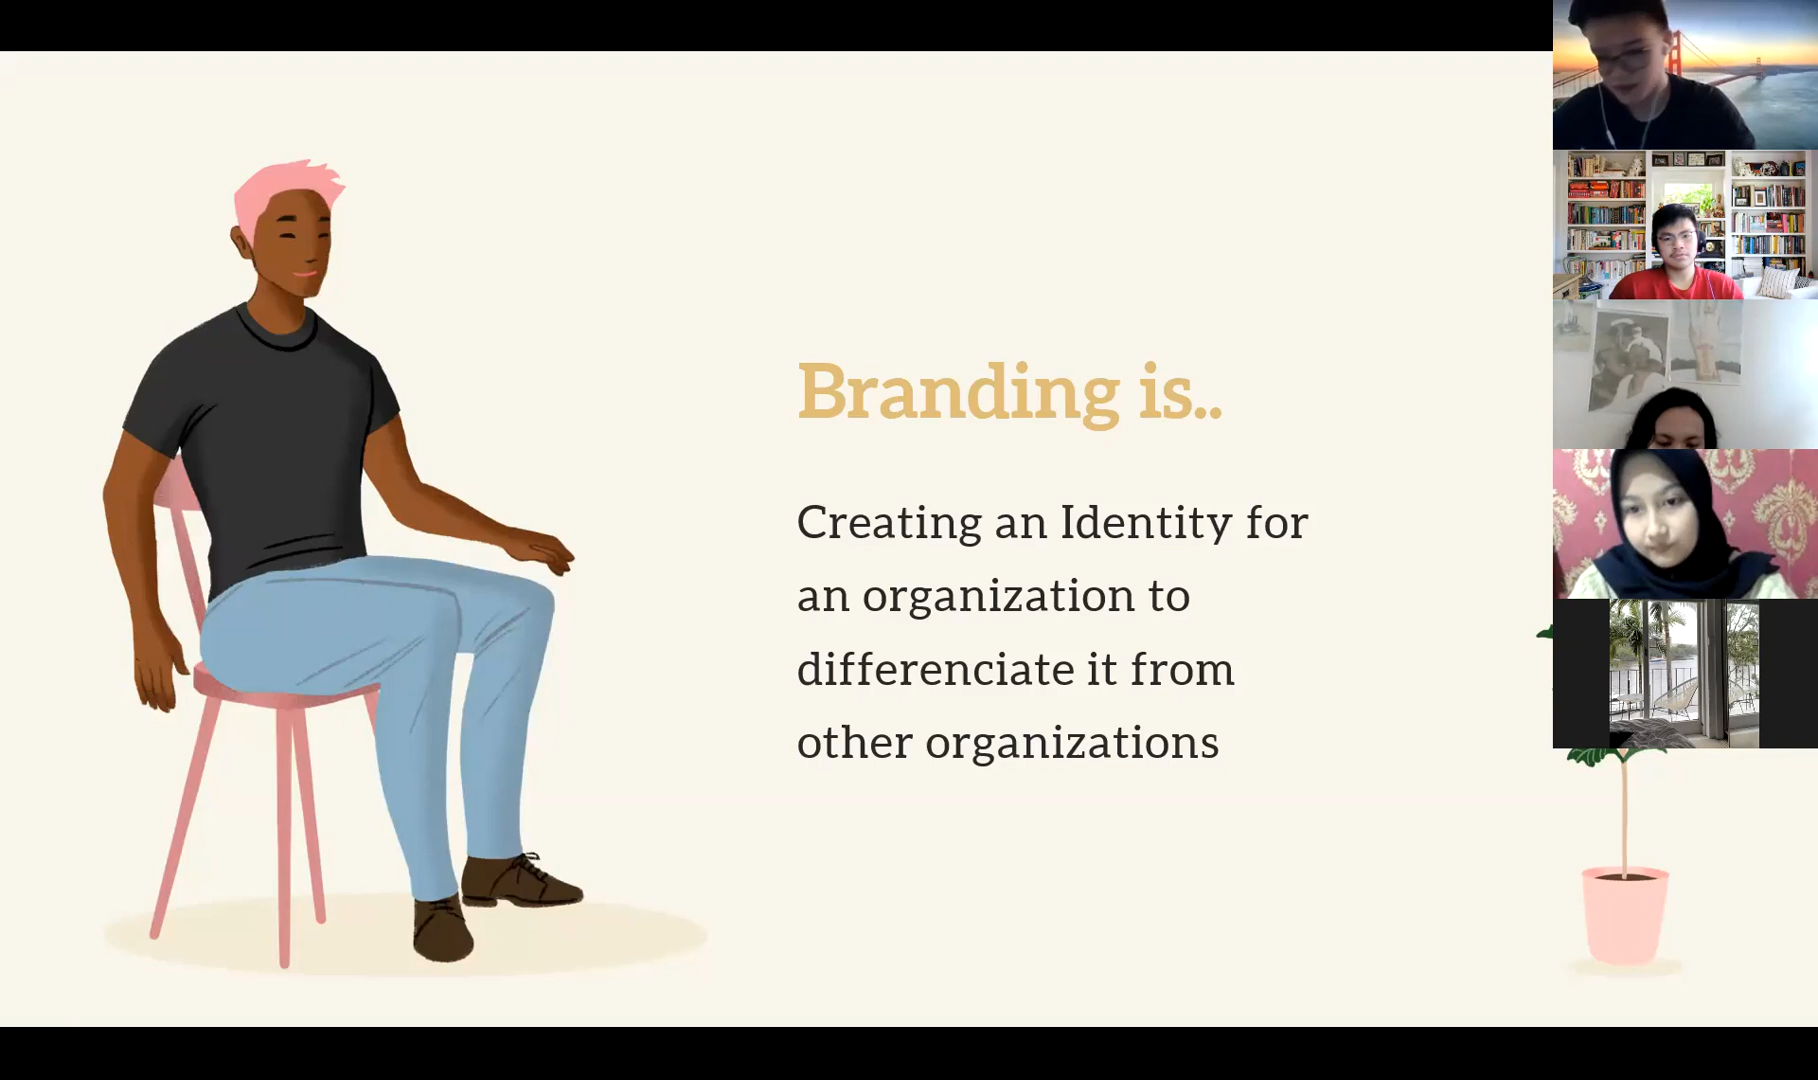 Branding is..
Creating an Identity for
an organization to
differenciate it from
other organizations